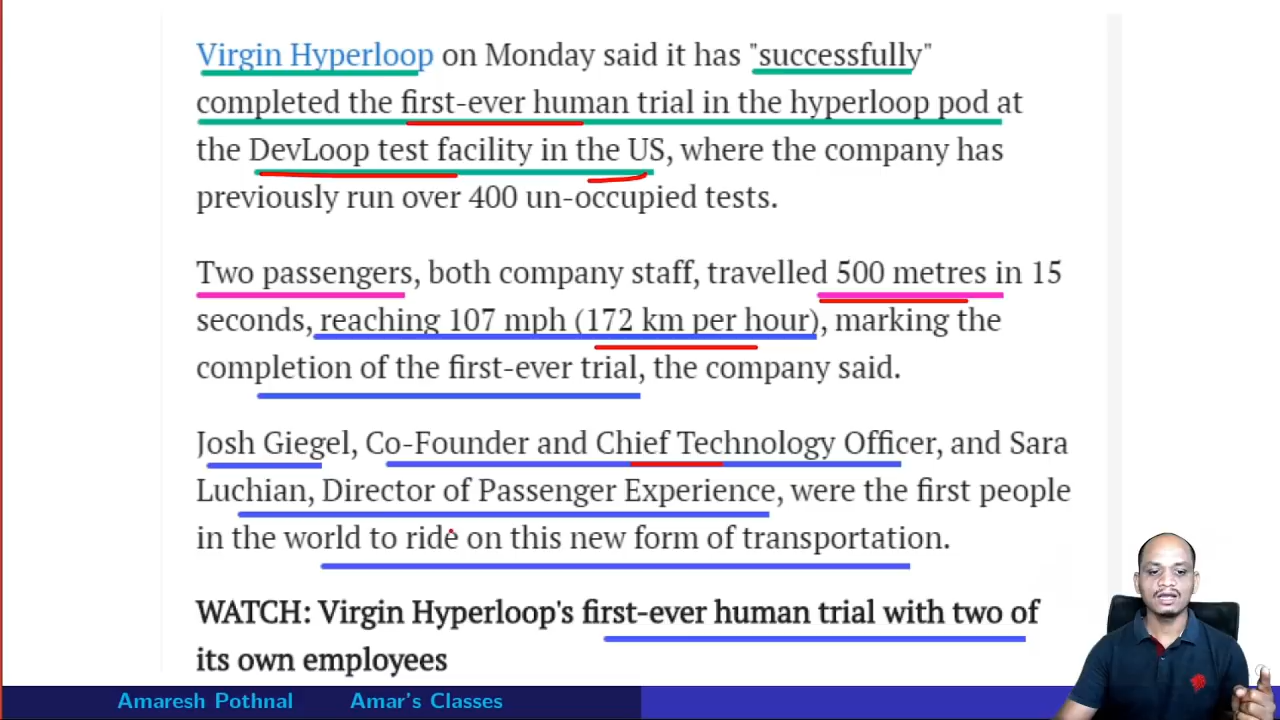 Virgin Hyperloop on Monday said it has "successfully"
completed the first-ever human trial in the hyperloop pod at
the DevLoop test facility in the US, where the company has
previously run over 400 un-occupied tests.
Two passengers, both company staff, travelled 500 metres in 15
seconds, reaching 107 mph (172 km per hour), marking the
completion of the first-ever trial, the company said.
Josh Giegel, Co-Founder and Chief Technology Officer, and Sara
Luchian, Director of Passenger Experience, were the first people
in the world to ride on this new form of transportation.
WATCH: Virgin Hyperloop's first-ever human trial with two of
its own employees
Amaresh Pothnal Amar's Classes